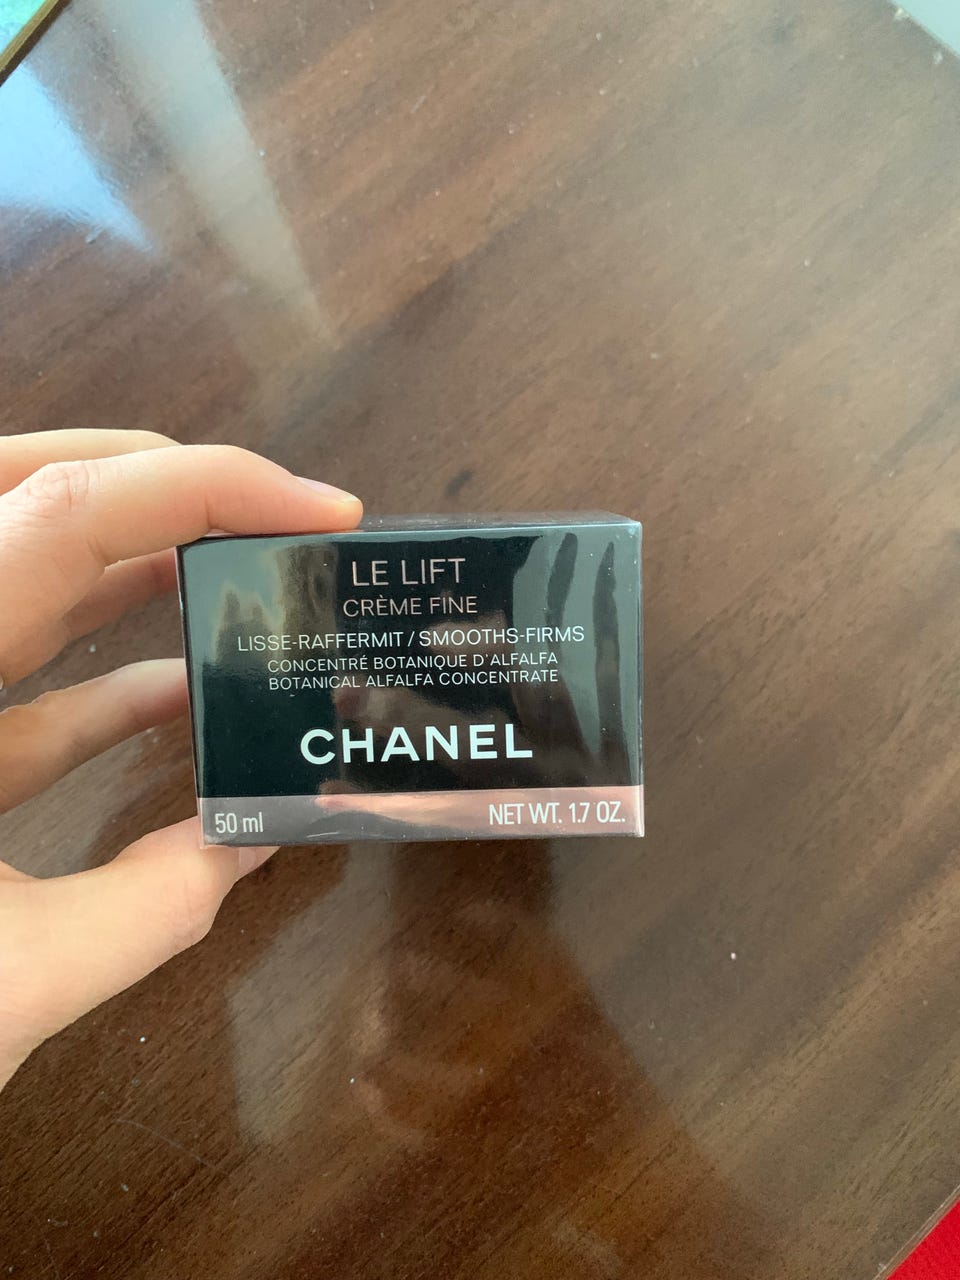 LE LIFT
CRÈME FINE
LISSE-RAFFERMIT / SMOOTHS-FIRMS
CONCENTRÉ BOTANIQUE D'ALFALFA
BOTANICAL ALFALFA CONCENTRATE
CHANEL
50 ml NET WT. 1.7 OZ.